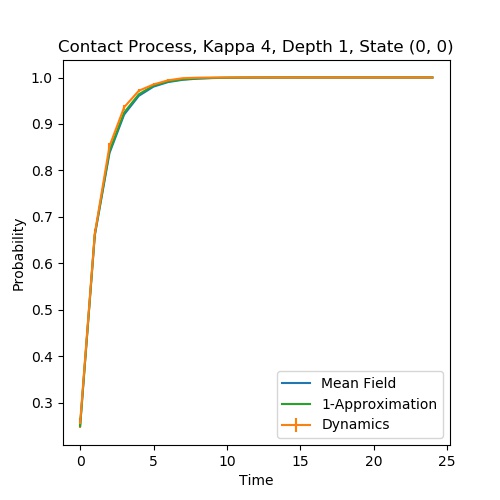 Contact Process, Kappa 4, Depth 1, State (0, 0)
1.0
0.9
0.8
0.7
0.6
0.5
0.4
0.3
Probability
0
5
10
15
20
25
Time
Mean Field
1-Approximation
Dynamics